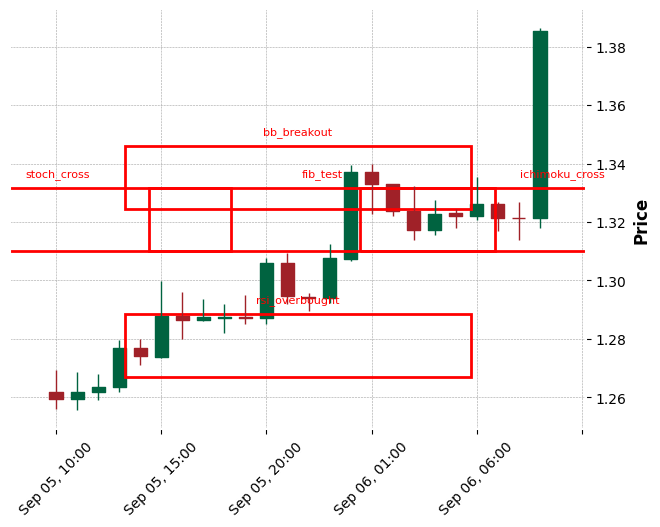 bb_breakout
stoch_cross
fib_test
ichimoku_cross
rsi_overbought
1.38
1.36
1.34
1.32
1.30
1.28
1.26
Price
Sep 05, 10:00
Sep 05, 15:00
Sep 05, 20:00
Sep 06, 01:00
Sep 06, 06:00